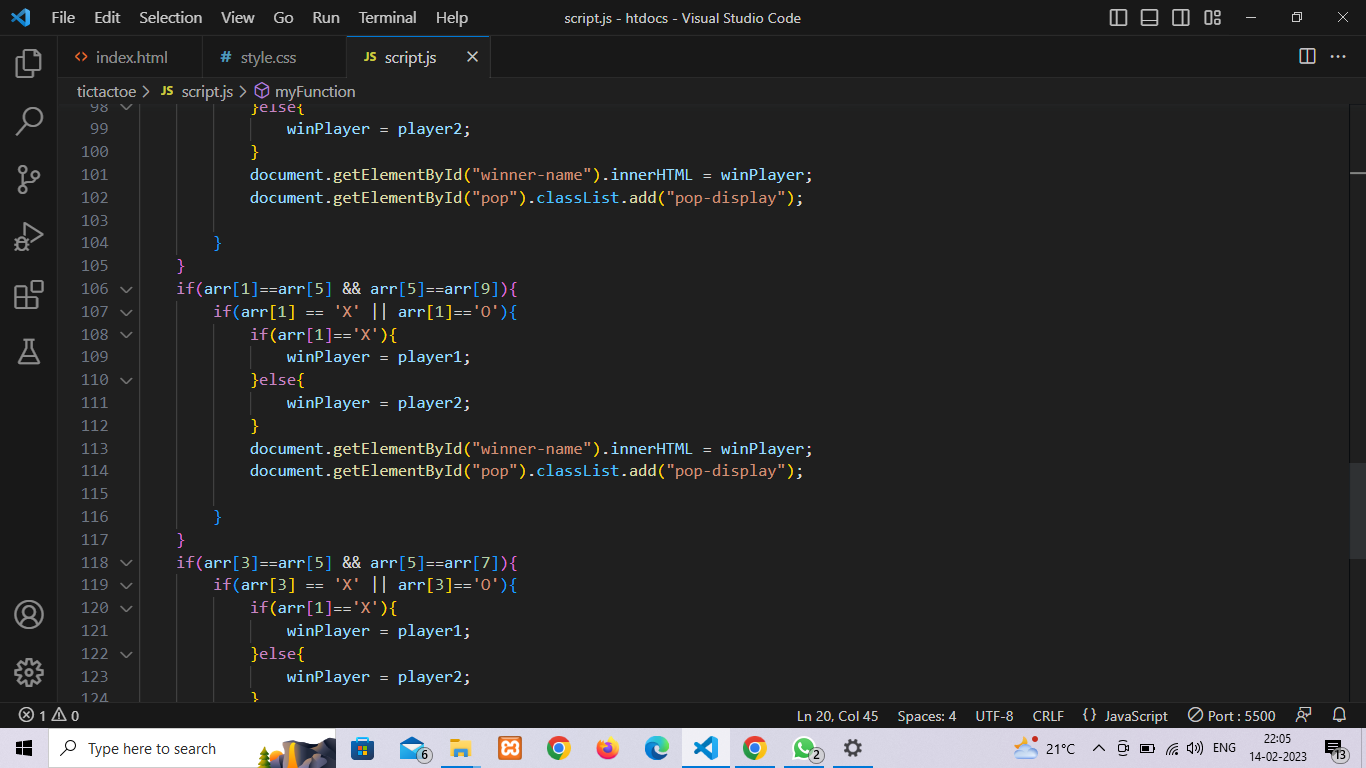 File Edit Selection View Go Run Terminal Help script.js - htdocs - Visual Studio Code
index.html # style.css JS script.js
tictactoe > JS script.js > myFunction
98 }else{
99 winPlayer = player2;
100 }
101 document.getElementById("winner-name").innerHTML = winPlayer;
102 document.getElementById("pop").classList.add("pop-display");
103
104 }
105 }
106 if(arr[1]==arr[5] && arr[5]==arr[9]){
107 if(arr[1] == 'X' || arr[1]=='O'){
108 if(arr[1]=='X'){
109 winPlayer = player1;
110 }else{
111 winPlayer = player2;
112 }
113 document.getElementById("winner-name").innerHTML = winPlayer;
114 document.getElementById("pop").classList.add("pop-display");
115
116 }
117 }
118 if(arr[3]==arr[5] && arr[5]==arr[7]){
119 if(arr[3] == 'X' || arr[3]=='O'){
120 if(arr[1]=='X'){
121 winPlayer = player1;
122 }else{
123 winPlayer = player2;
124 }
1 0 Ln 20, Col 45 Spaces: 4 UTF-8 CRLF {} JavaScript Port : 5500
Type here to search 6 2 21°C ENG 22:05 14-02-2023 13